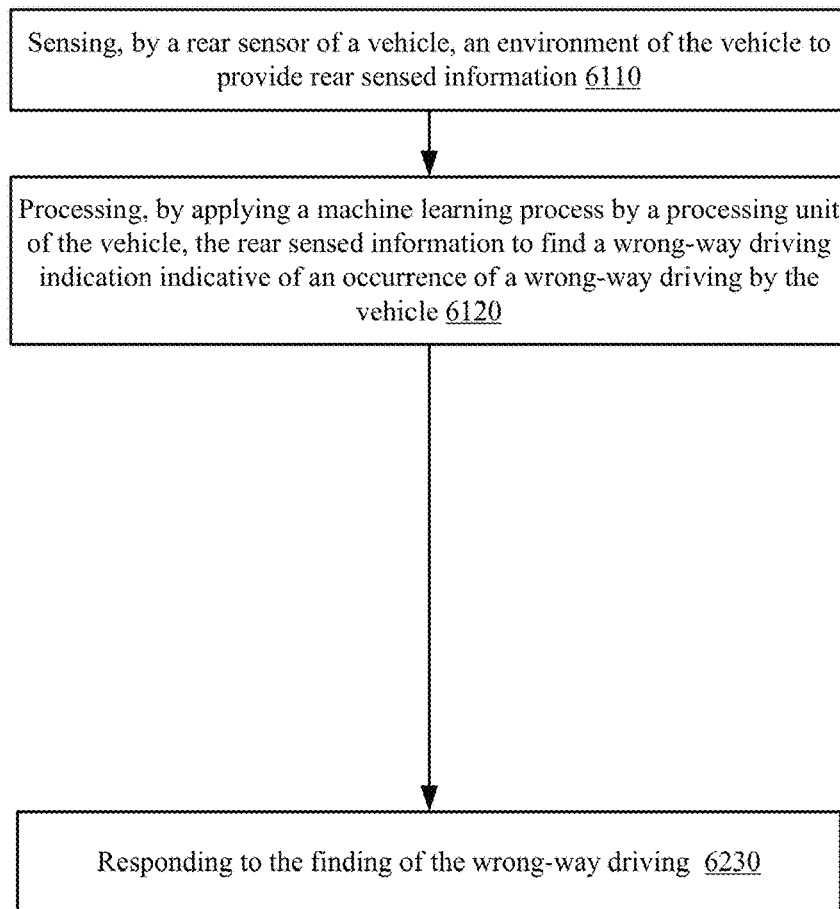 Sensing, by a rear sensor of a vehicle, an environment of the vehicle to
provide rear sensed information 6110
Processing, by applying a machine learning process by a processing unit
of the vehicle, the rear sensed information to find a wrong-way driving
indication indicative of an occurrence of a wrong-way driving by the
vehicle 6120
Responding to the finding of the wrong-way driving 6230